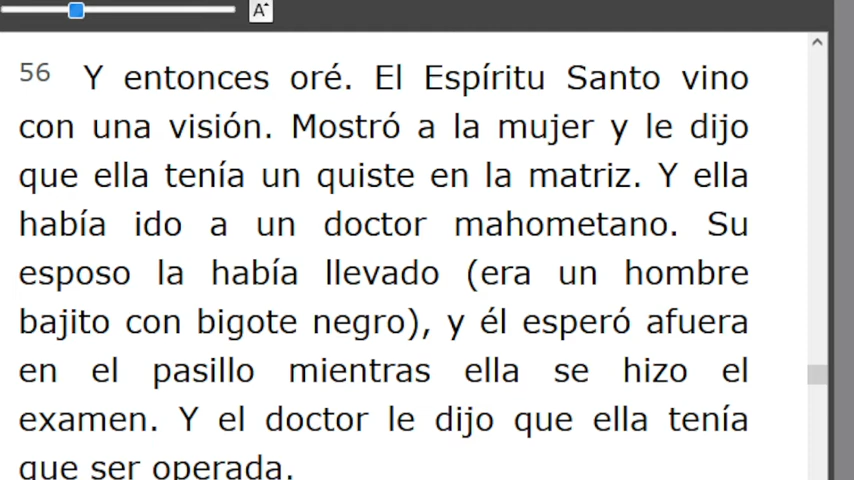 A
56 Y entonces oré. El Espíritu Santo vino
con una visión. Mostró a la mujer y le dijo
que ella tenía un quiste en la matriz. Y ella
había ido a un doctor mahometano. Su
esposo la había llevado (era un hombre
bajito con bigote negro), y él esperó afuera
en el pasillo mientras ella se hizo el
examen. Y el doctor le dijo que ella tenía
que ser operada.